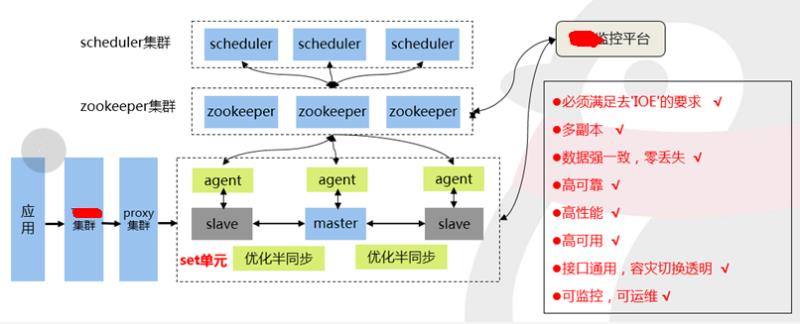 scheduler集群
scheduler
scheduler
scheduler
监控平台
zookeeper集群
zookeeper
zookeeper
zookeeper
agent
agent
agent
slave
master
slave
set单元
优化半同步
优化半同步
应用
集群
proxy集群
●必须满足去'IOE'的要求 √
●多副本 √
●数据强一致，零丢失 √
●高可靠 √
●高性能 √
●高可用 √
●接口通用，容灾切换透明 √
●可监控，可运维 √